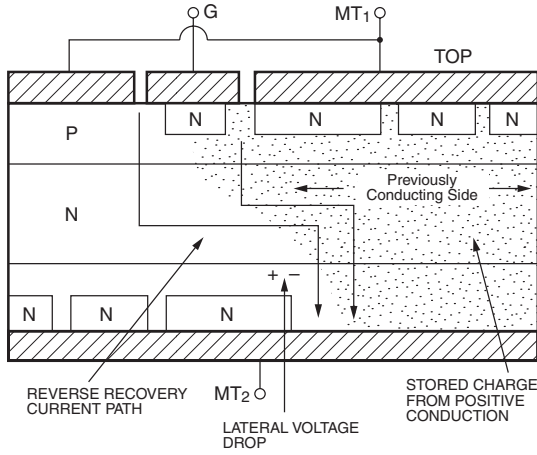 G
MT1
TOP
P
N
N
N
N
Previously
Conducting Side
N
+ −
N
N
N
REVERSE RECOVERY
CURRENT PATH
MT2
LATERAL VOLTAGE
DROP
STORED CHARGE
FROM POSITIVE
CONDUCTION